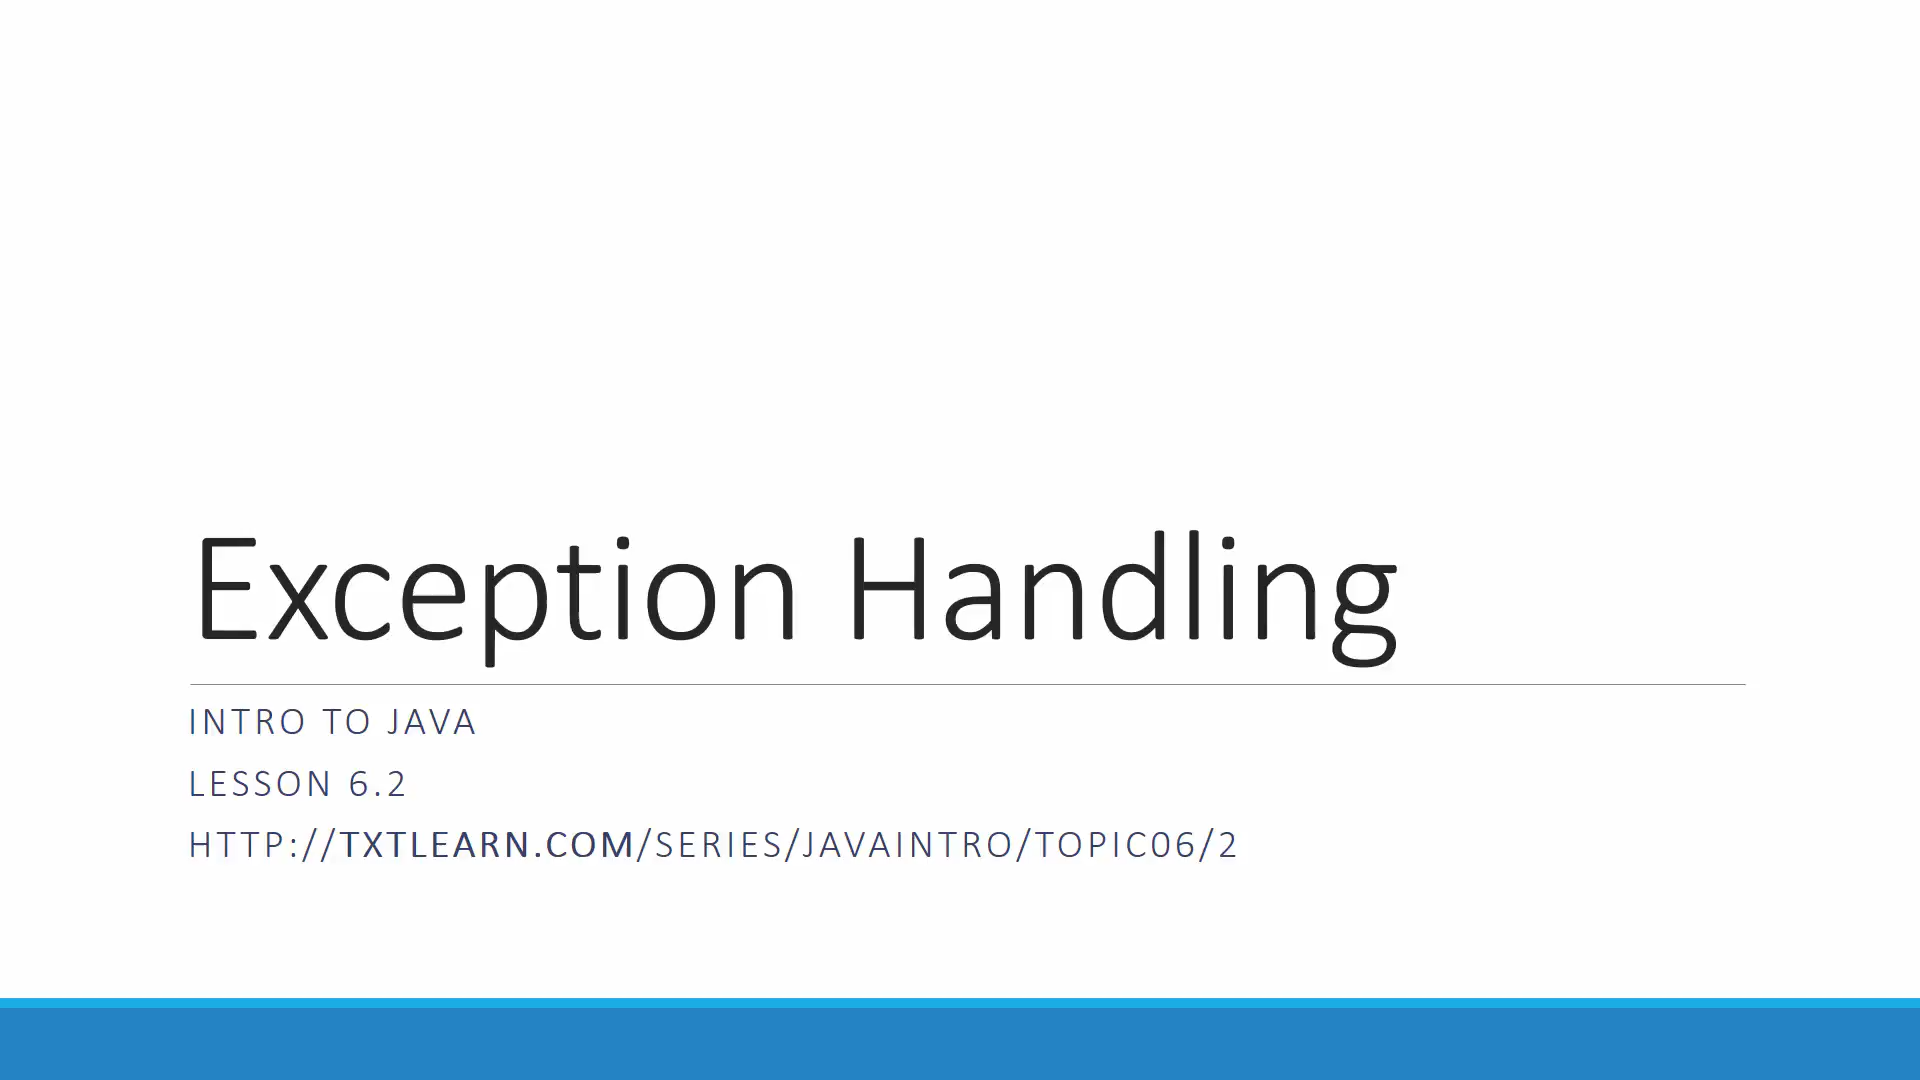 Exception Handling
INTRO TO JAVA
LESSON 6.2
HTTP://TXTLEARN.COM/SERIES/JAVAINTRO/TOPIC06/2